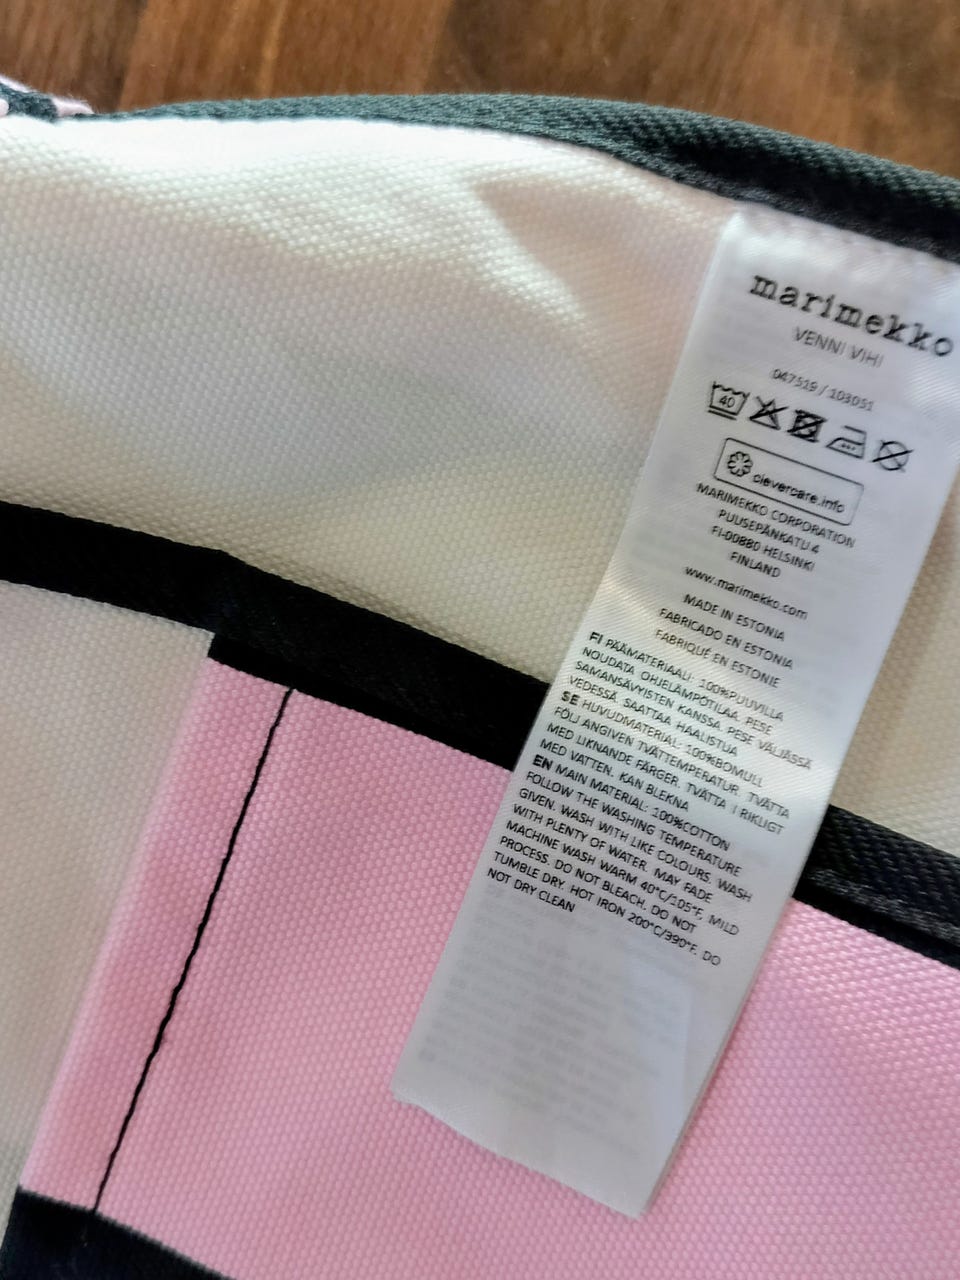 marimekko
VENNI VIHI
047519 / 103051
40
clevercare.info
MARIMEKKO CORPORATION
PUUSEPÄNKATU 4
FI-00880 HELSINKI
FINLAND
www.marimekko.com
MADE IN ESTONIA
FABRICADO EN ESTONIA
FABRIQUÉ EN ESTONIE
FI PÄÄMATERIAALI: 100%PUUVILLA
NOUDATA OHJELÄMPÖTILAA. PESE
SAMANSÄVYISTEN KANSSA. PESE VÄLJÄSSÄ
VEDESSÄ. SAATTAA HAALISTUA
SE HUVUDMATERIAL: 100%BOMULL
FÖLJ ANGIVEN TVÄTTEMPERATUR. TVÄTTA
MED LIKNANDE FÄRGER. TVÄTTA I RIKLIGT
MED VATTEN. KAN BLEKNA
EN MAIN MATERIAL: 100%COTTON
FOLLOW THE WASHING TEMPERATURE
GIVEN. WASH WITH LIKE COLOURS. WASH
WITH PLENTY OF WATER. MAY FADE
MACHINE WASH WARM 40°C/105°F, MILD
PROCESS. DO NOT BLEACH. DO NOT
TUMBLE DRY. HOT IRON 200°C/390°F. DO
NOT DRY CLEAN